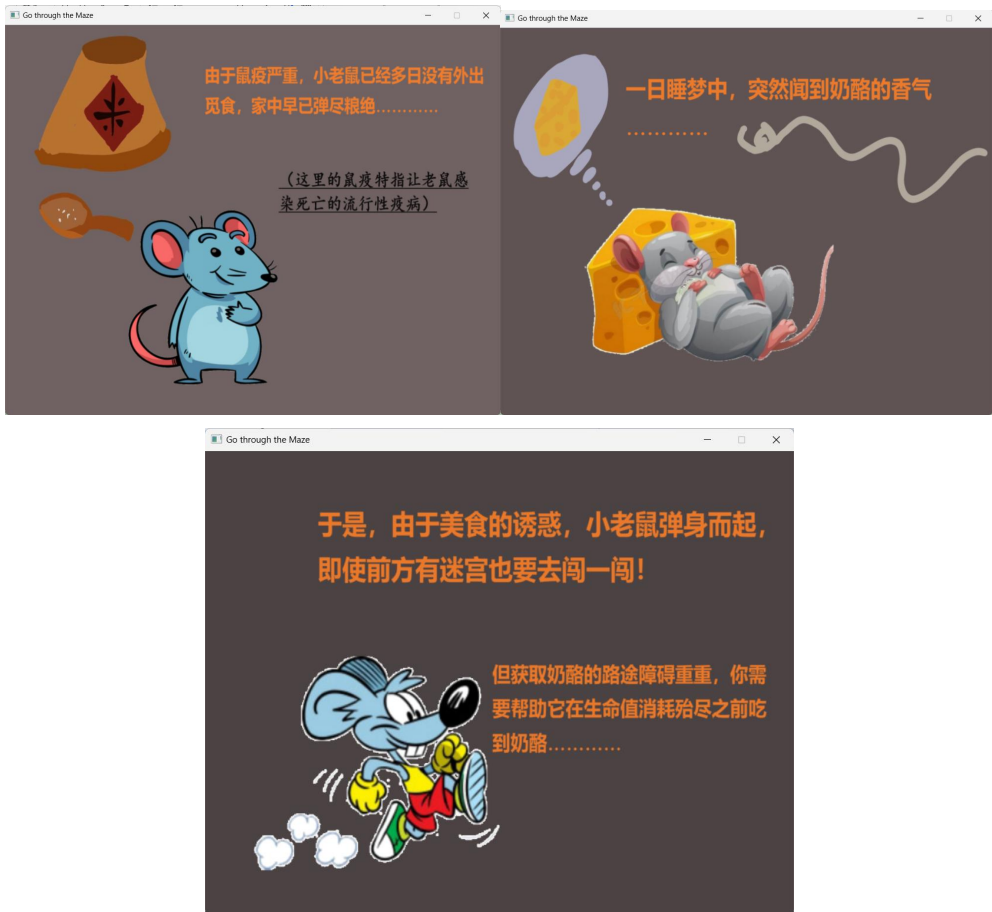 Go through the Maze
由于鼠疫严重，小老鼠已经多日没有外出
觅食，家中早已弹尽粮绝…………
米
（这里的鼠疫特指让老鼠感
染死亡的流行性疫病）
Go through the Maze
一日睡梦中，突然闻到奶酪的香气
…………
Go through the Maze
于是，由于美食的诱惑，小老鼠弹身而起，
即使前方有迷宫也要去闯一闯！
但获取奶酪的路途障碍重重，你需
要帮助它在生命值消耗殆尽之前吃
到奶酪…………